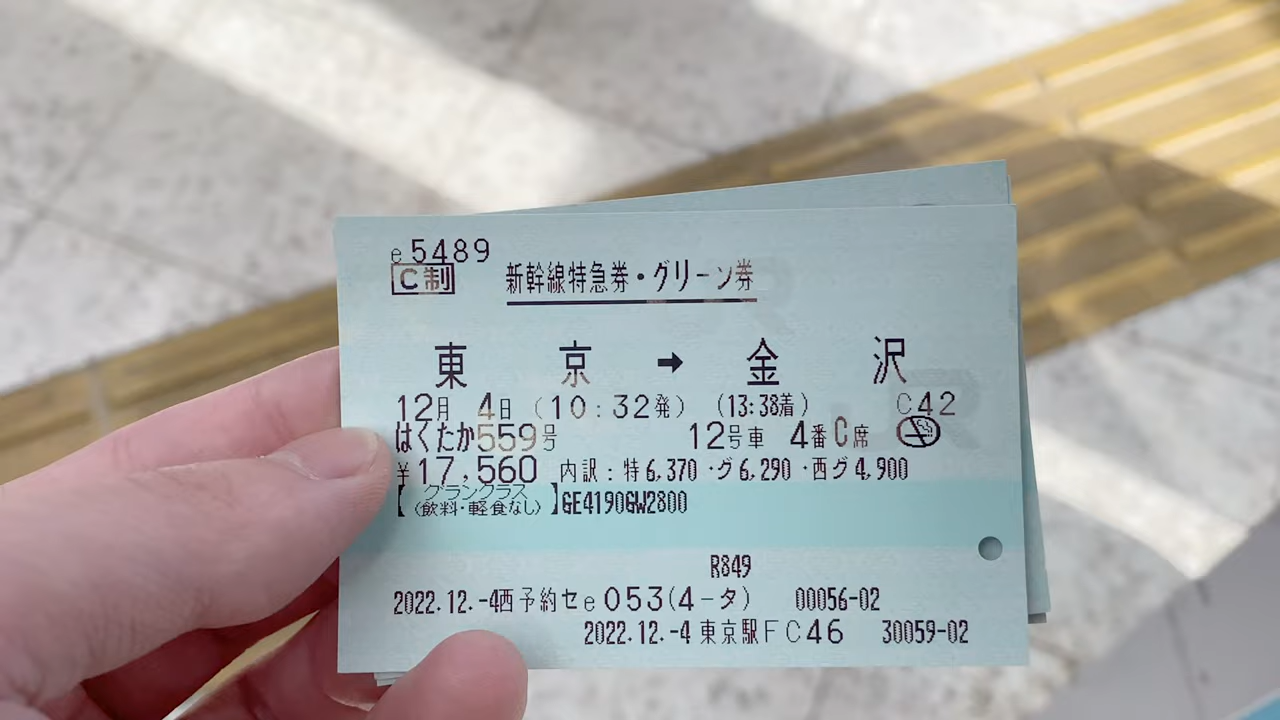 e5489
C制 新幹線特急券・グリーン券
東京 → 金沢
12月 4日 (10:32発) (13:38着) C42
はくたか559号 12号車 4番C席
¥17,560 内訳:特6,370・グ6,290・西グ4,900
【グランクラス(飲料・軽食なし)】GE4190GW2800
R849
2022.12.-4西予約セe053(4-タ) 00056-02
2022.12.-4 東京駅FC46 30059-02